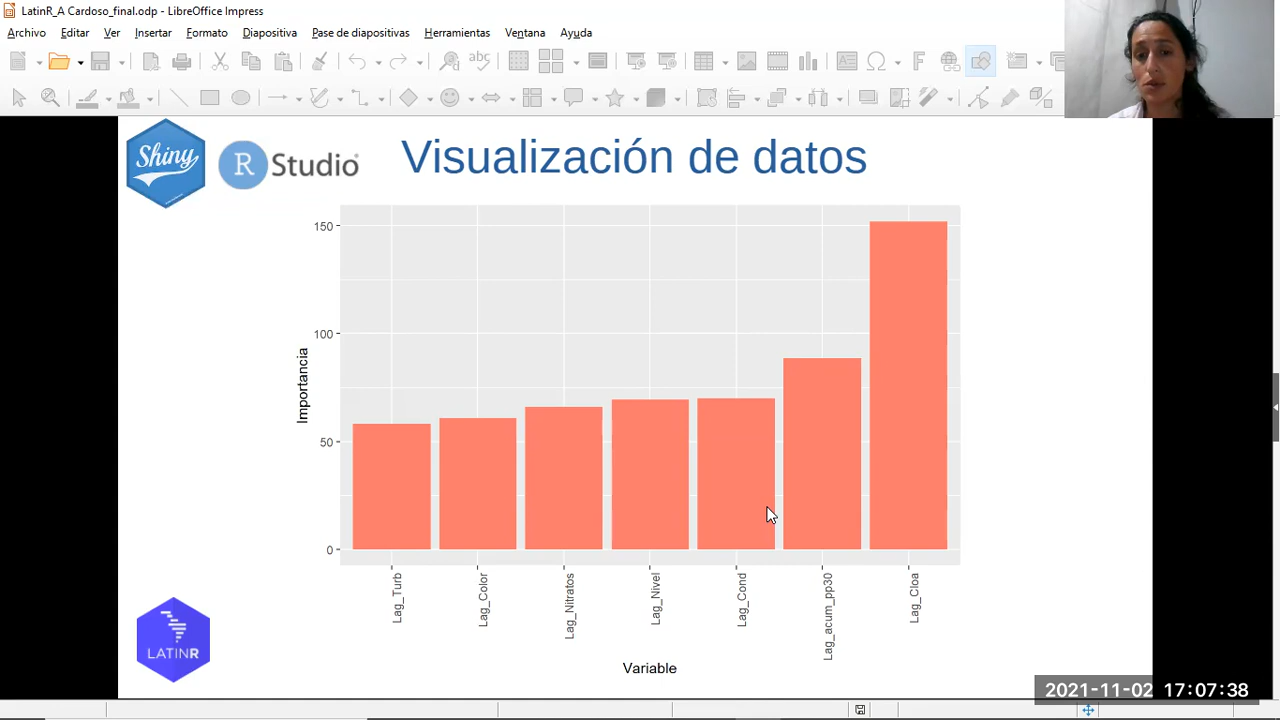 LatinR_A Cardoso_final.odp - LibreOffice Impress
Archivo Editar Ver Insertar Formato Diapositiva Pase de diapositivas Herramientas Ventana Ayuda
Shiny
R Studio
Visualización de datos
150
100
50
0
Importancia
Lag_Turb
Lag_Color
Lag_Nitratos
Lag_Nivel
Lag_Cond
Lag_acum_pp30
Lag_Cloa
Variable
LATINR
2021-11-02 17:07:38